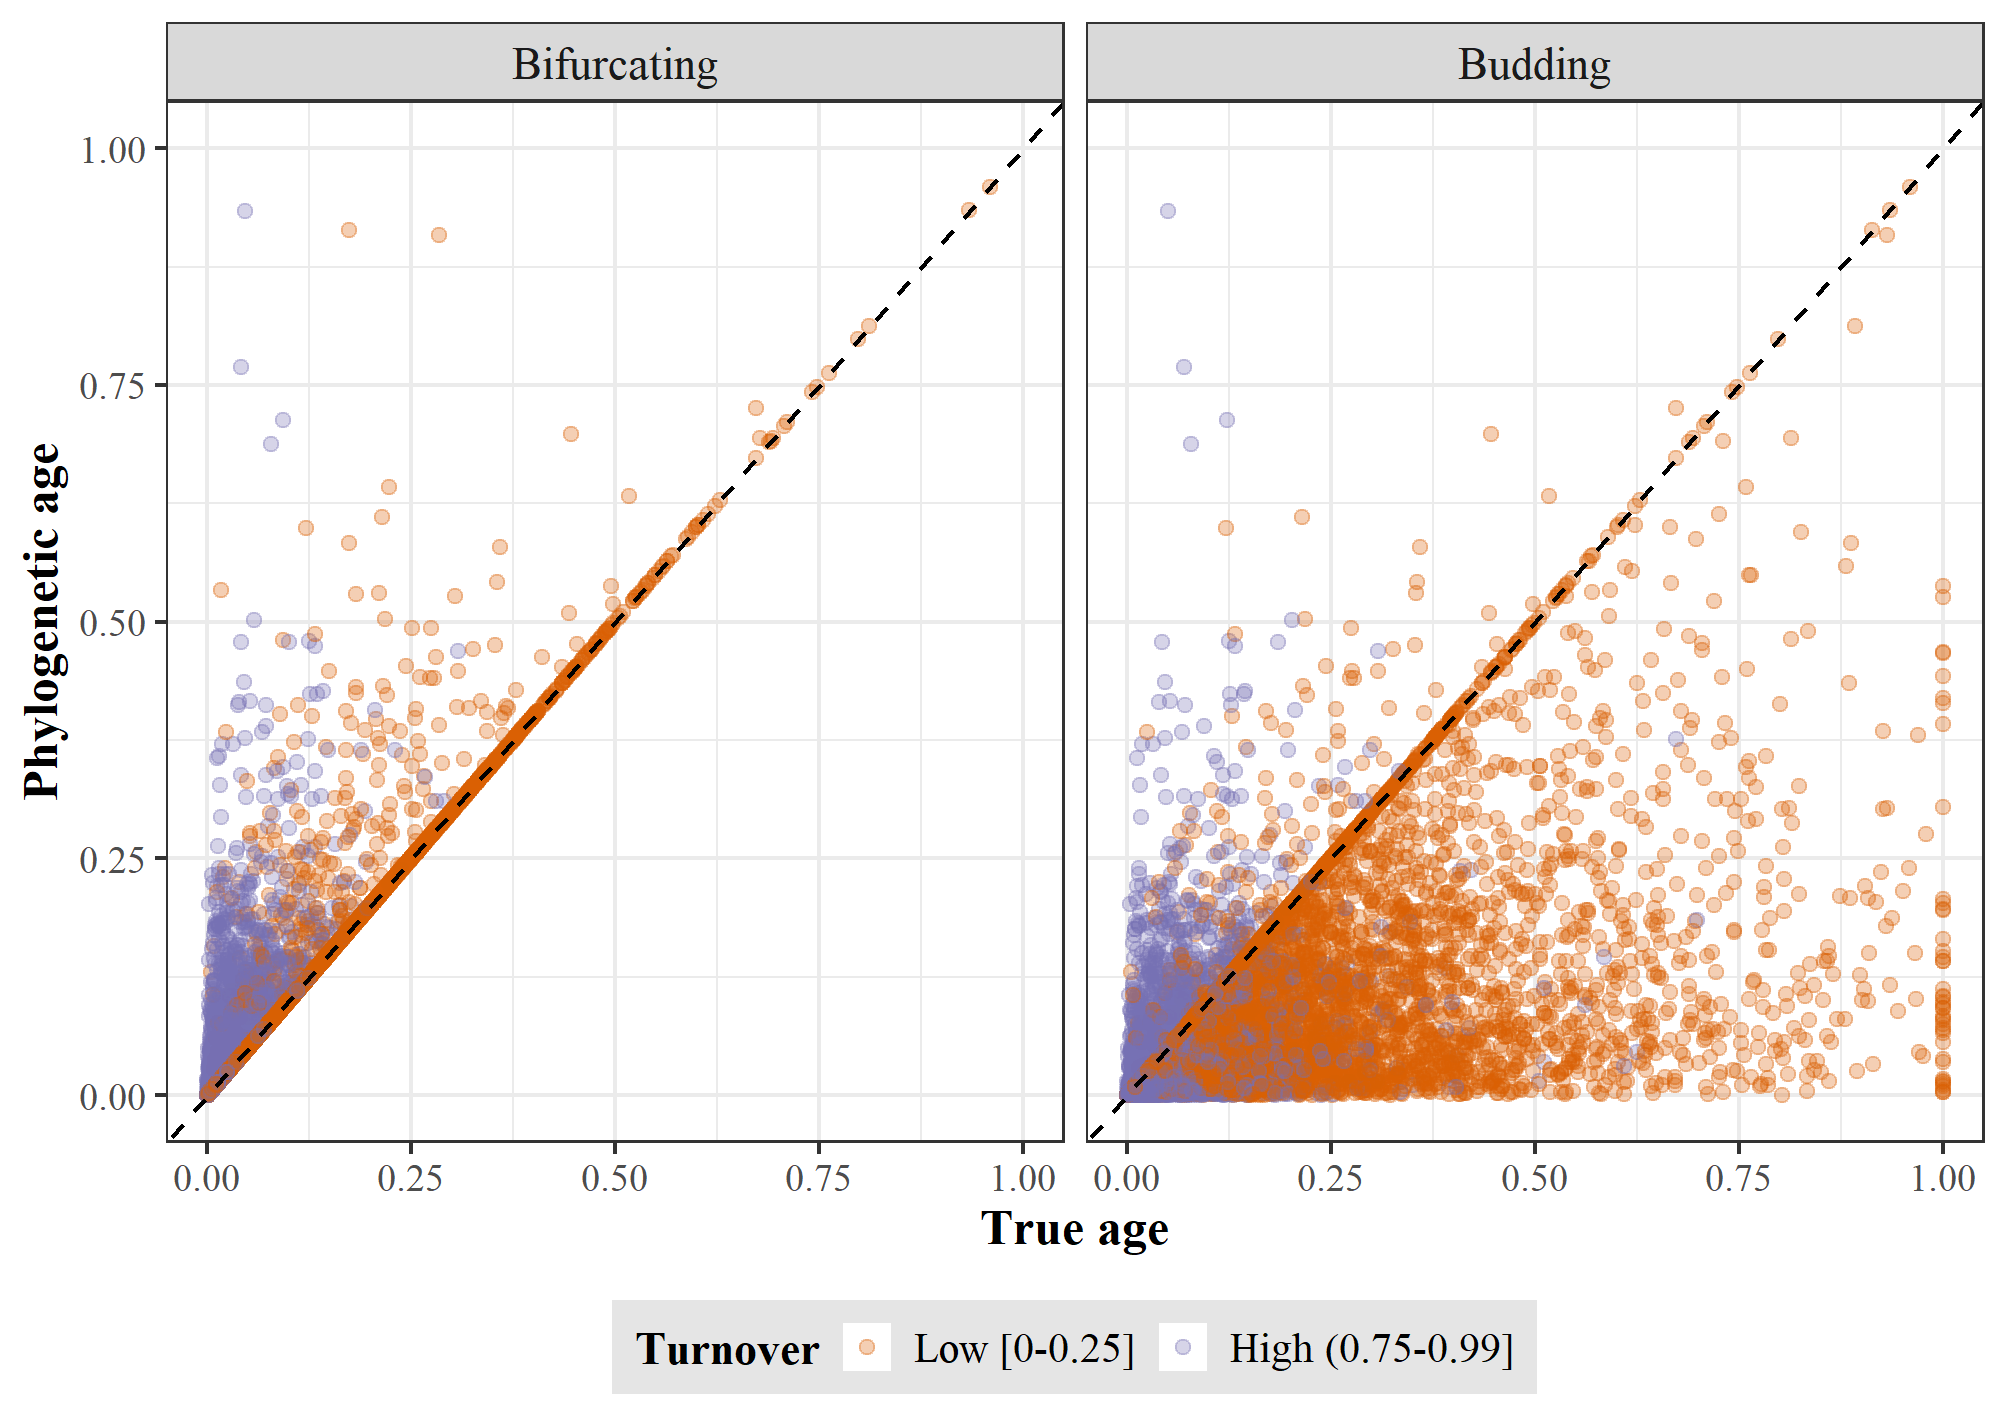 Bifurcating Budding
Phylogenetic age
1.00
0.75
0.50
0.25
0.00
0.00 0.25 0.50 0.75 1.00 0.00 0.25 0.50 0.75 1.00
True age
Turnover Low [0-0.25] High (0.75-0.99]